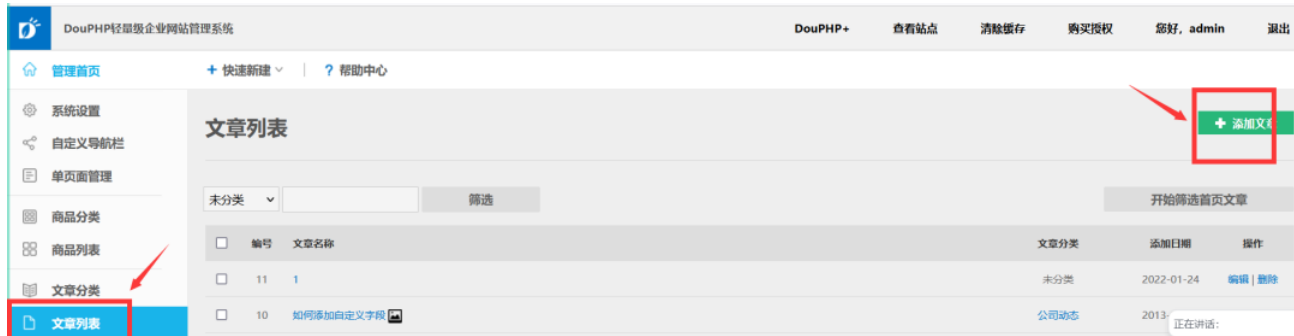 DouPHP轻量级企业网站管理系统 DouPHP+ 查看站点 清除缓存 购买授权 您好，admin 退出
管理首页 + 快速新建 ? 帮助中心
系统设置
文章列表 + 添加文章
自定义导航栏
单页面管理
未分类 筛选 开始筛选首页文章
商品分类
商品列表 编号 文章名称 文章分类 添加日期 操作
文章分类 11 1 未分类 2022-01-24 编辑 | 删除
文章列表 10 如何添加自定义字段 公司动态 2013-
正在讲话: